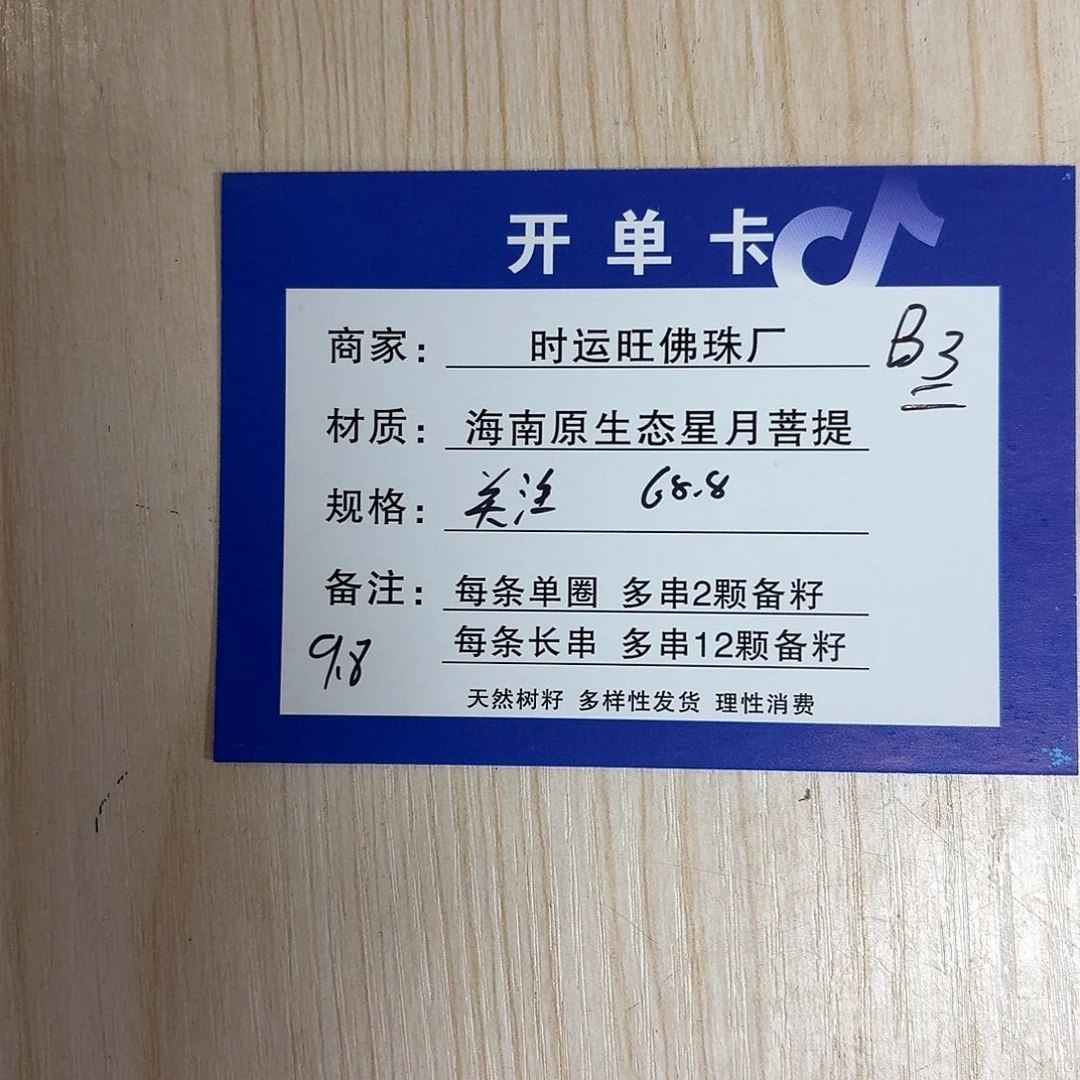 开单卡
商家： 时运旺佛珠厂 B3
材质： 海南原生态星月菩提
规格： 关注 68.8
备注： 每条单圈 多串2颗备籽
每条长串 多串12颗备籽
9.8
天然树籽 多样性发货 理性消费